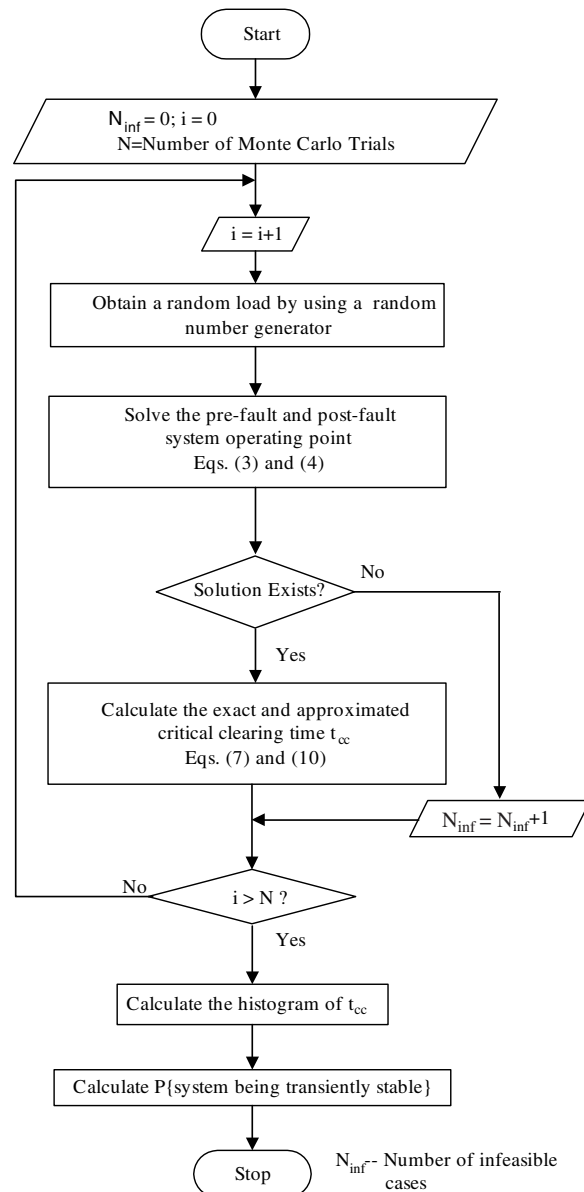 Start
N_inf = 0; i = 0
N=Number of Monte Carlo Trials
i = i+1
Obtain a random load by using a random
number generator
Solve the pre-fault and post-fault
system operating point
Eqs. (3) and (4)
Solution Exists?
No
Yes
Calculate the exact and approximated
critical clearing time t_cc
Eqs. (7) and (10)
N_inf = N_inf+1
No
i > N ?
Yes
Calculate the histogram of t_cc
Calculate P{system being transiently stable}
Stop
N_inf-- Number of infeasible
cases